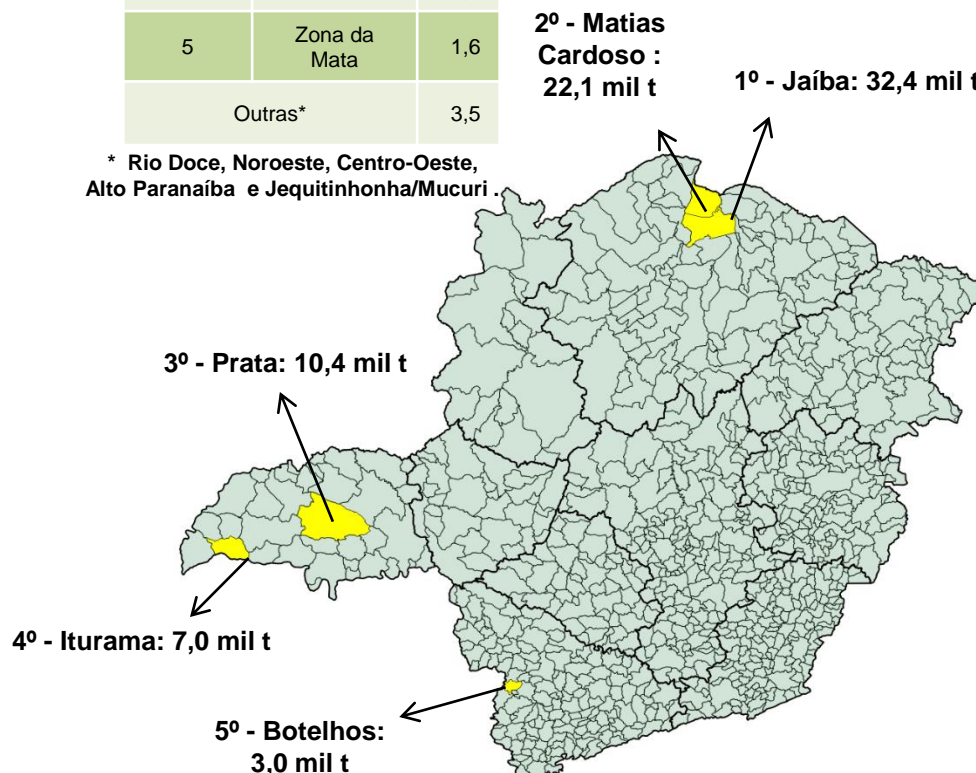 5 Zona da Mata 1,6
Outras* 3,5
* Rio Doce, Noroeste, Centro-Oeste,
Alto Paranaíba e Jequitinhonha/Mucuri .
2º - Matias
Cardoso :
22,1 mil t
1º - Jaíba: 32,4 mil t
3º - Prata: 10,4 mil t
4º - Iturama: 7,0 mil t
5º - Botelhos:
3,0 mil t